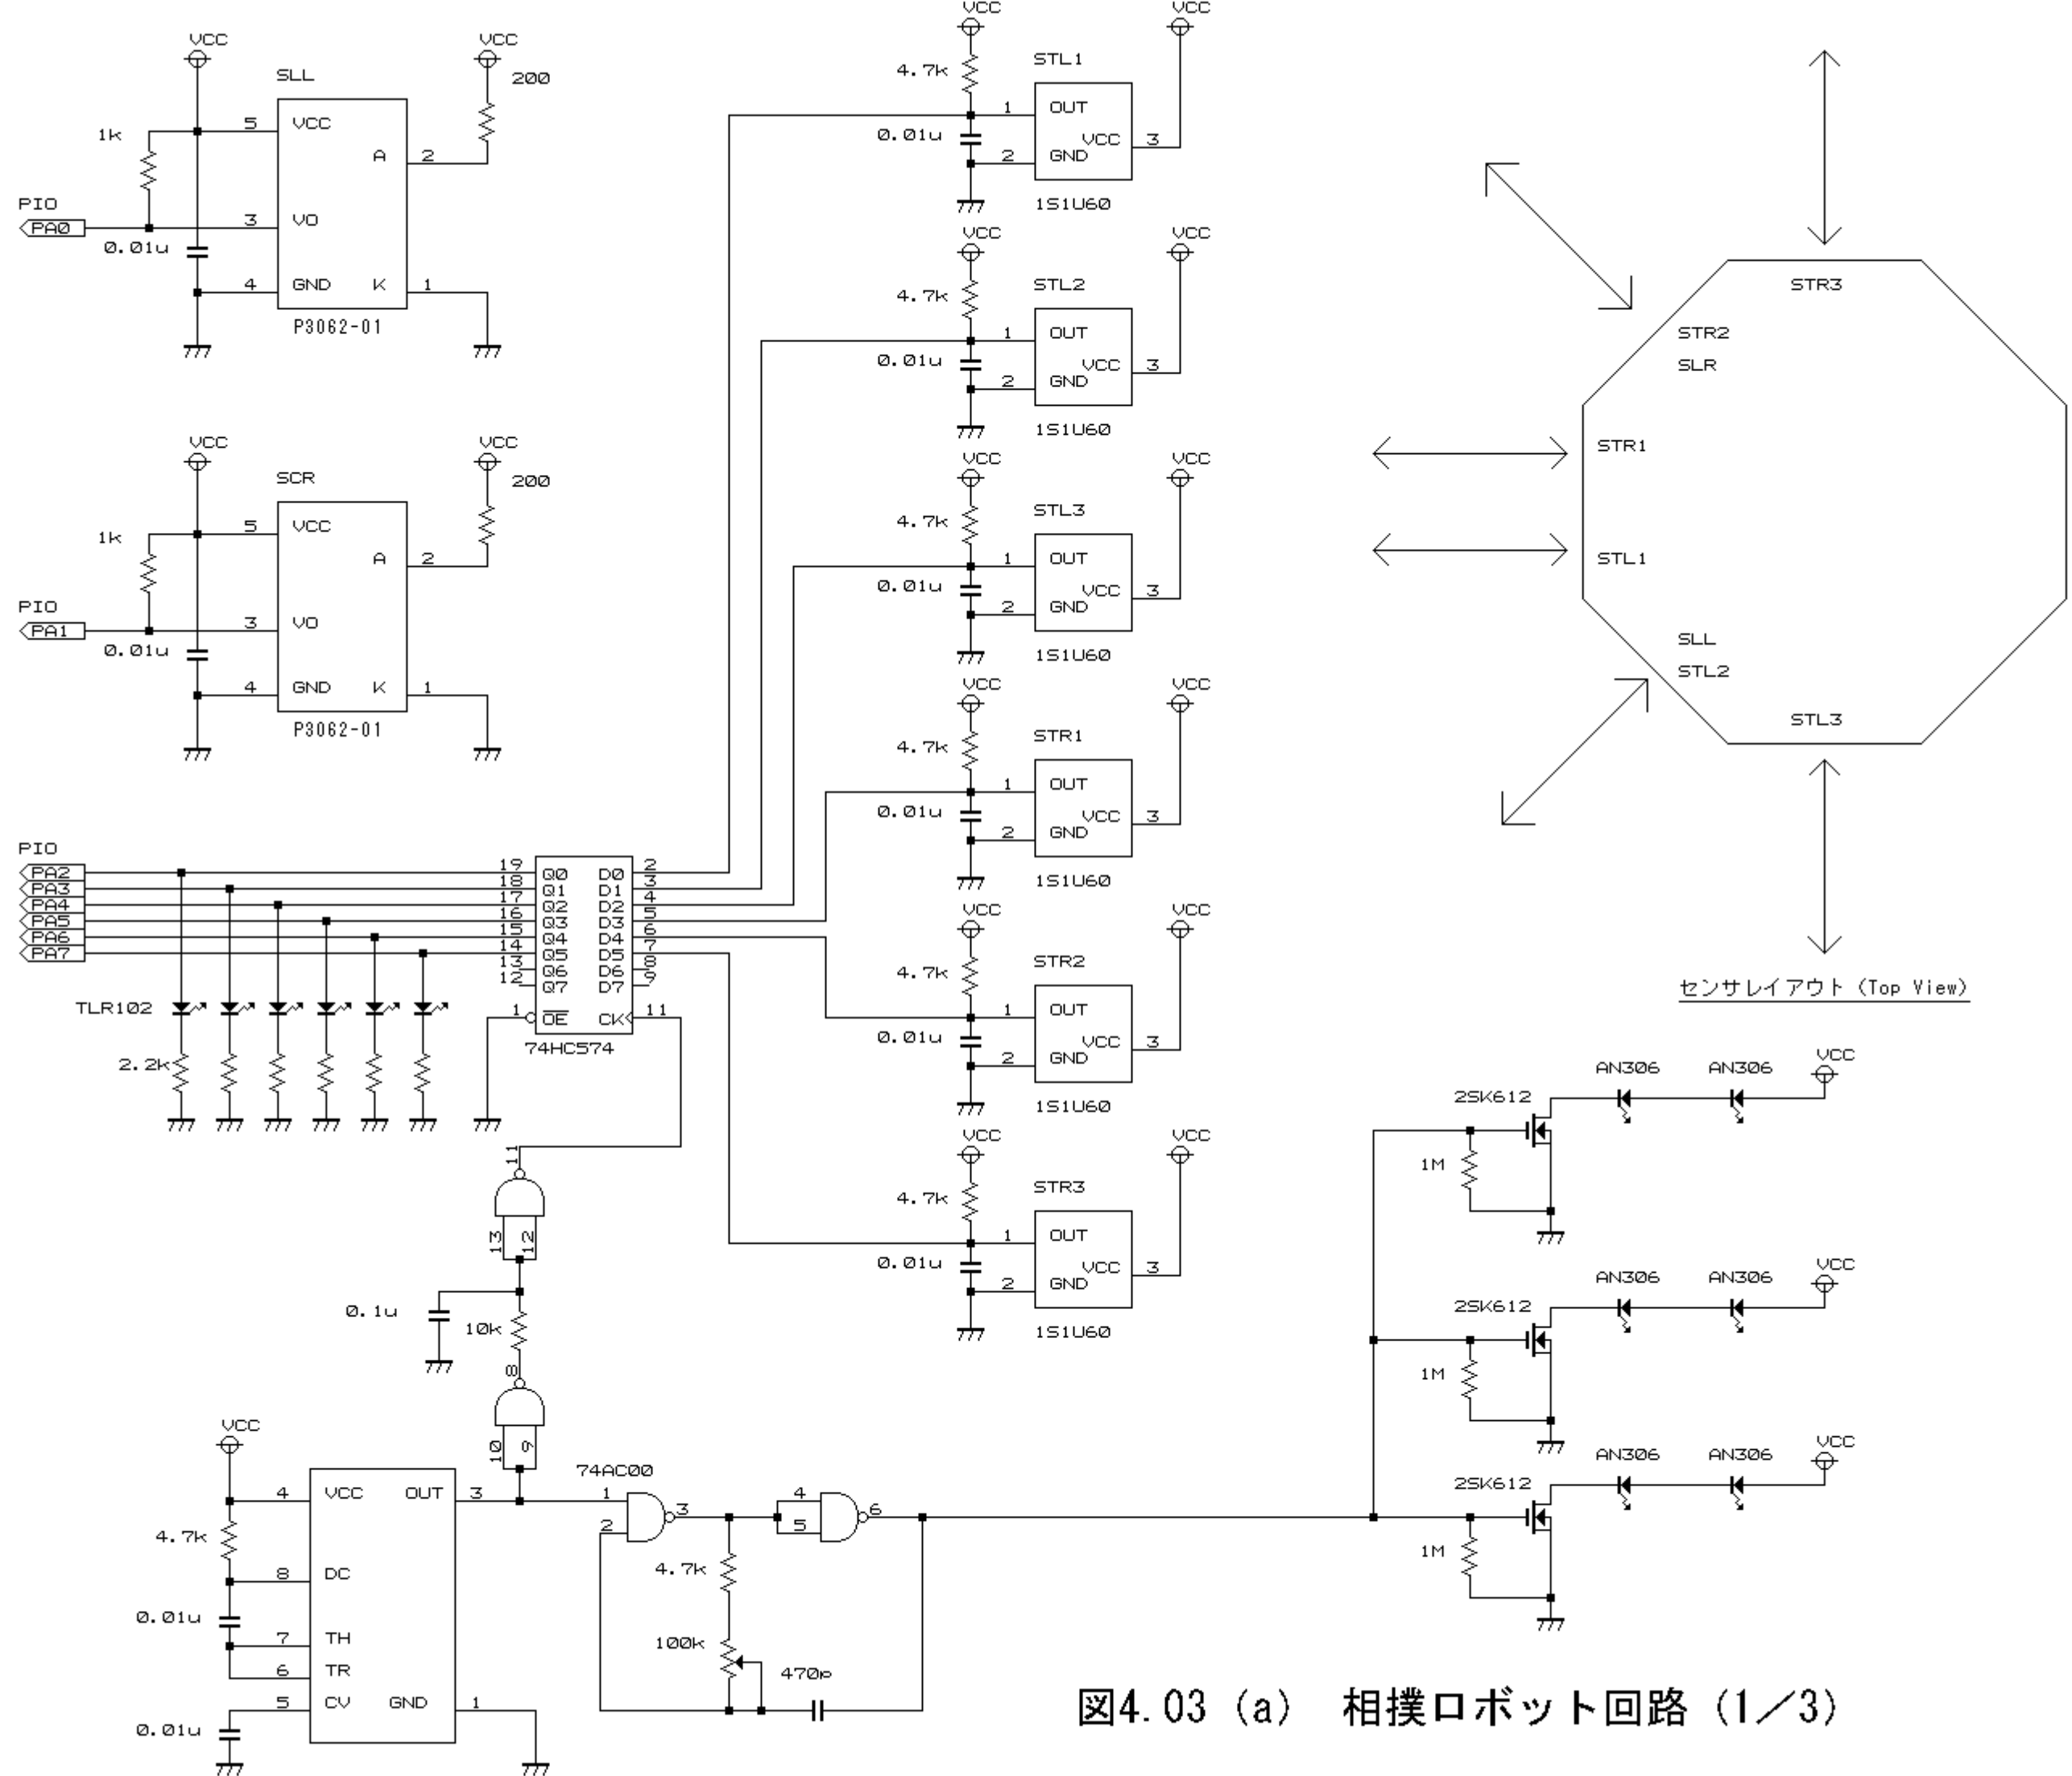 VCC
SLL
VCC
200
1k
5 VCC
A 2
PIO
PA0
3 VO
0.01u
4 GND K 1
P3062-01
VCC
SCR
VCC
200
1k
5 VCC
A 2
PIO
PA1
3 VO
0.01u
4 GND K 1
P3062-01
PIO
PA2
PA3
PA4
PA5
PA6
PA7
19 Q0 D0 2
18 Q1 D1 3
17 Q2 D2 4
16 Q3 D3 5
15 Q4 D4 6
14 Q5 D5 7
13 Q6 D6 8
12 Q7 D7 9
1 OE CK 11
74HC574
TLR102
2.2k
11
13 12
0.1u
10k
8
10 9
VCC
4 VCC OUT 3
4.7k
8 DC
0.01u
7 TH
6 TR
5 CV GND 1
0.01u
74AC00
1
2
3
4
5
6
4.7k
100k
470p
VCC
VCC
STL1
4.7k
1 OUT
0.01u
VCC 3
2 GND
1S1U60
VCC
VCC
STL2
4.7k
1 OUT
0.01u
VCC 3
2 GND
1S1U60
VCC
VCC
STL3
4.7k
1 OUT
0.01u
VCC 3
2 GND
1S1U60
VCC
VCC
STR1
4.7k
1 OUT
0.01u
VCC 3
2 GND
1S1U60
VCC
VCC
STR2
4.7k
1 OUT
0.01u
VCC 3
2 GND
1S1U60
VCC
VCC
STR3
4.7k
1 OUT
0.01u
VCC 3
2 GND
1S1U60
STR3
STR2
SLR
STR1
STL1
SLL
STL2
STL3
センサレイアウト (Top View)
2SK612
AN306
AN306
VCC
1M
2SK612
AN306
AN306
VCC
1M
2SK612
AN306
AN306
VCC
1M
図4.03 (a) 相撲ロボット回路 (1/3)